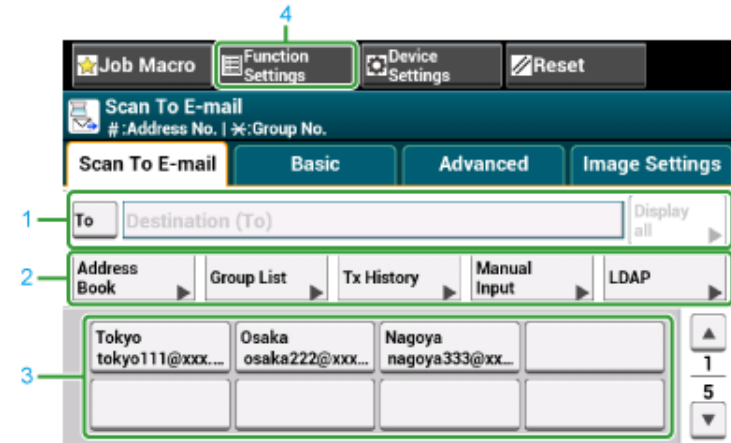 4
Job Macro
Function
Settings
Device
Settings
Reset
Scan To E-mail
#:Address No. | ⚹:Group No.
Scan To E-mail
Basic
Advanced
Image Settings
1
To
Destination (To)
Display
all
2
Address
Book
Group List
Tx History
Manual
Input
LDAP
3
Tokyo
tokyo111@xxx....
Osaka
osaka222@xxx...
Nagoya
nagoya333@xx...
1
5